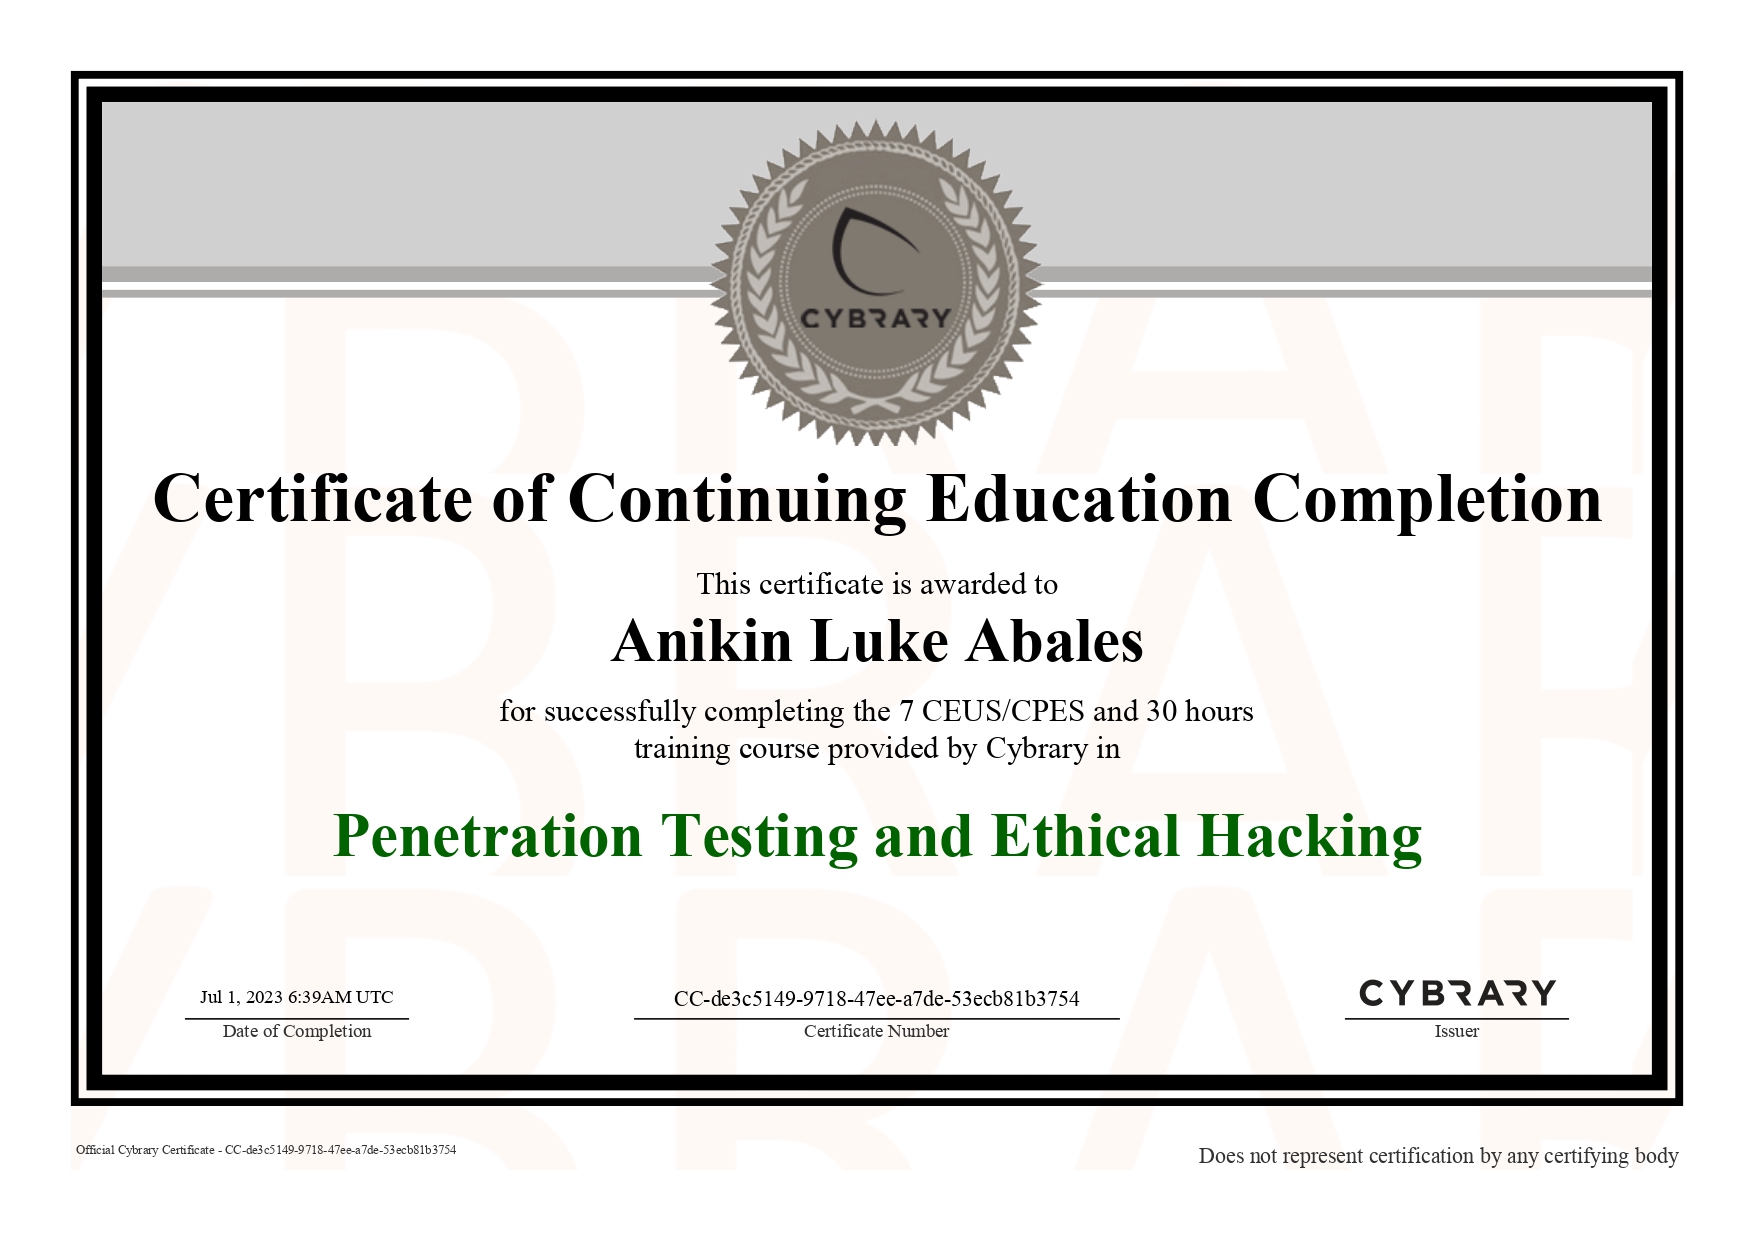 CYBRARY
Certificate of Continuing Education Completion
This certificate is awarded to
Anikin Luke Abales
for successfully completing the 7 CEUS/CPES and 30 hours
training course provided by Cybrary in
Penetration Testing and Ethical Hacking
Jul 1, 2023 6:39AM UTC
Date of Completion
CC-de3c5149-9718-47ee-a7de-53ecb81b3754
Certificate Number
CYBRARY
Issuer
Official Cybrary Certificate - CC-de3c5149-9718-47ee-a7de-53ecb81b3754
Does not represent certification by any certifying body